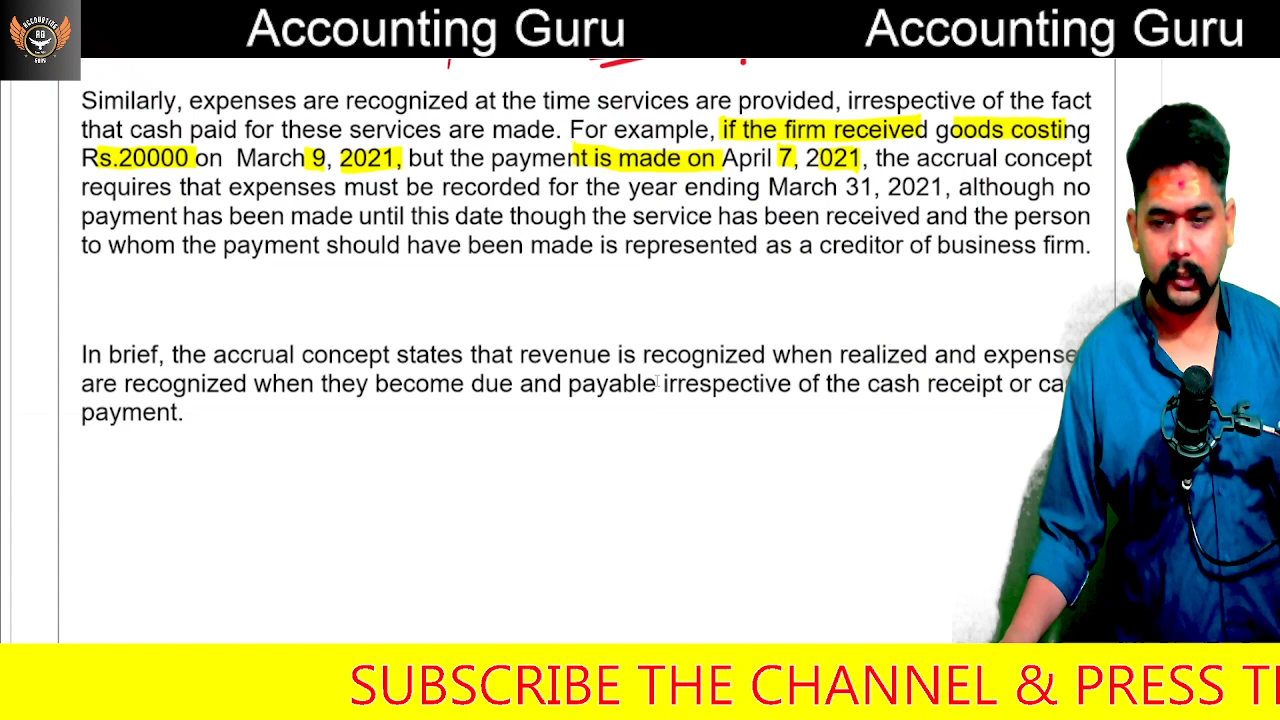 Accounting Guru Accounting Guru
ACCOUNTING
AG
GURU
Similarly, expenses are recognized at the time services are provided, irrespective of the fact
that cash paid for these services are made. For example, if the firm received goods costing
Rs.20000 on March 9, 2021, but the payment is made on April 7, 2021, the accrual concept
requires that expenses must be recorded for the year ending March 31, 2021, although no
payment has been made until this date though the service has been received and the person
to whom the payment should have been made is represented as a creditor of business firm.
In brief, the accrual concept states that revenue is recognized when realized and expense
are recognized when they become due and payable irrespective of the cash receipt or ca
payment.
SUBSCRIBE THE CHANNEL & PRESS T